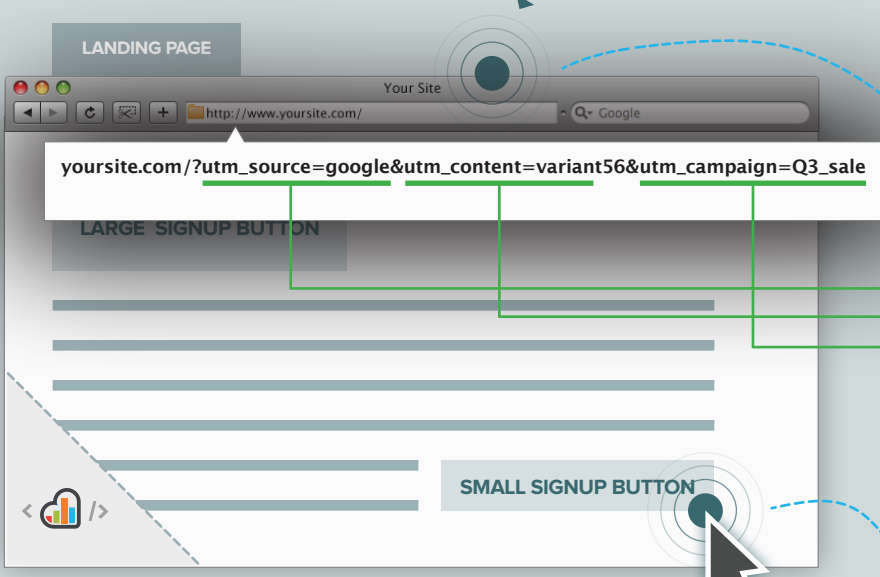 LANDING PAGE
Your Site
http://www.yoursite.com/
Google
yoursite.com/?utm_source=google&utm_content=variant56&utm_campaign=Q3_sale
LARGE SIGNUP BUTTON
SMALL SIGNUP BUTTON